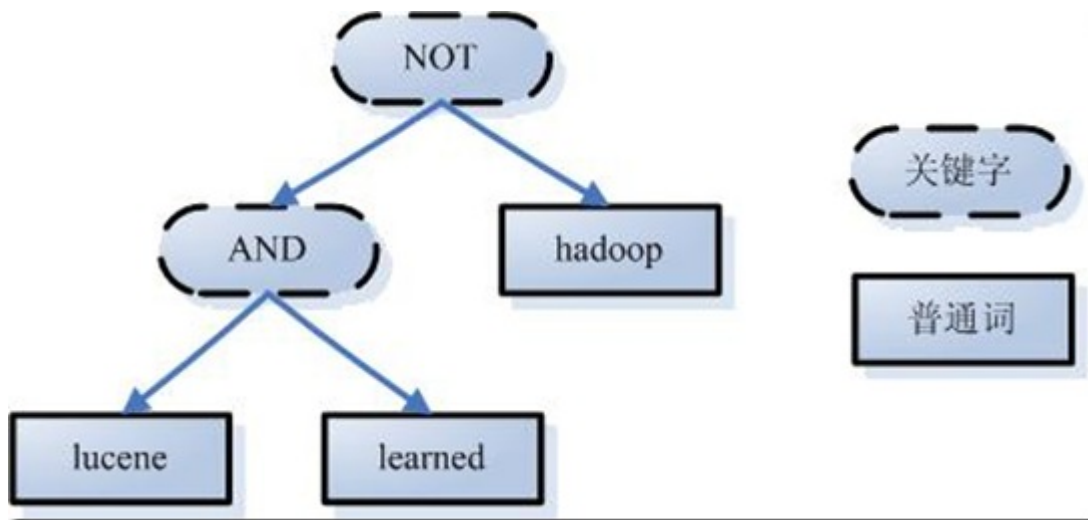 NOT
关键字
AND
hadoop
普通词
lucene
learned